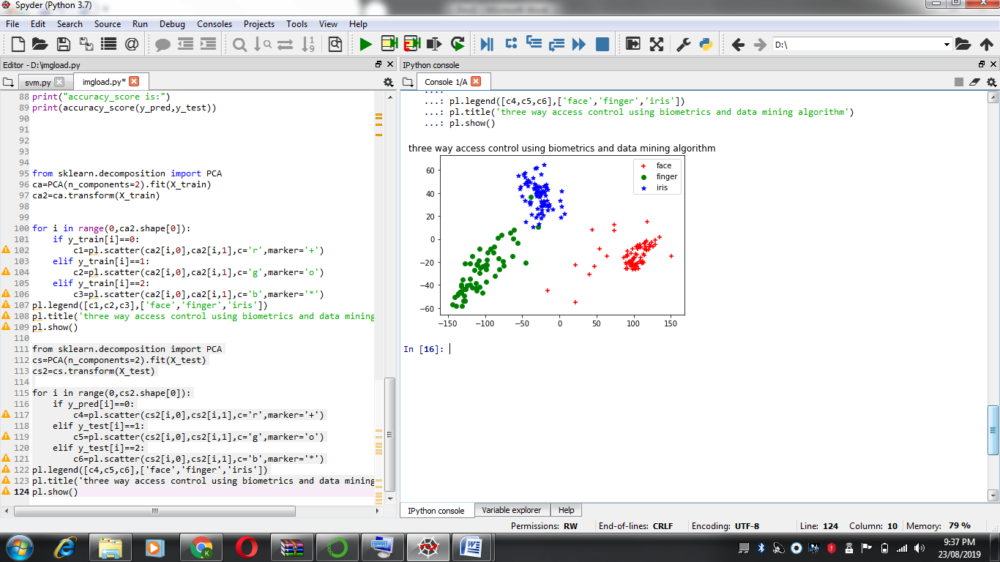 Spyder (Python 3.7)
File Edit Search Source Run Debug Consoles Projects Tools View Help
D:\
Editor - D:\imgload.py
svm.py imgload.py*
88 print("accuracy_score is:")
89 print(accuracy_score(y_pred,y_test))
90
91
92
93
94
95 from sklearn.decomposition import PCA
96 ca=PCA(n_components=2).fit(X_train)
97 ca2=ca.transform(X_train)
98
99
100 for i in range(0,ca2.shape[0]):
101     if y_train[i]==0:
102         c1=pl.scatter(ca2[i,0],ca2[i,1],c='r',marker='+')
103     elif y_train[i]==1:
104         c2=pl.scatter(ca2[i,0],ca2[i,1],c='g',marker='o')
105     elif y_train[i]==2:
106         c3=pl.scatter(ca2[i,0],ca2[i,1],c='b',marker='*')
107 pl.legend([c1,c2,c3],['face','finger','iris'])
108 pl.title('three way access control using biometrics and data mining
109 pl.show()
110
111 from sklearn.decomposition import PCA
112 cs=PCA(n_components=2).fit(X_test)
113 cs2=cs.transform(X_test)
114
115 for i in range(0,cs2.shape[0]):
116     if y_pred[i]==0:
117         c4=pl.scatter(cs2[i,0],cs2[i,1],c='r',marker='+')
118     elif y_test[i]==1:
119         c5=pl.scatter(cs2[i,0],cs2[i,1],c='g',marker='o')
120     elif y_test[i]==2:
121         c6=pl.scatter(cs2[i,0],cs2[i,1],c='b',marker='*')
122 pl.legend([c4,c5,c6],['face','finger','iris'])
123 pl.title('three way access control using biometrics and data mining
124 pl.show()
IPython console
Console 1/A
...: pl.legend([c4,c5,c6],['face','finger','iris'])
...: pl.title('three way access control using biometrics and data mining algorithm')
...: pl.show()
three way access control using biometrics and data mining algorithm
face
finger
iris
60
40
20
0
−20
−40
−60
−150 −100 −50 0 50 100 150
In [16]:
IPython console Variable explorer Help
Permissions: RW End-of-lines: CRLF Encoding: UTF-8 Line: 124 Column: 10 Memory: 79 %
9:37 PM
23/08/2019